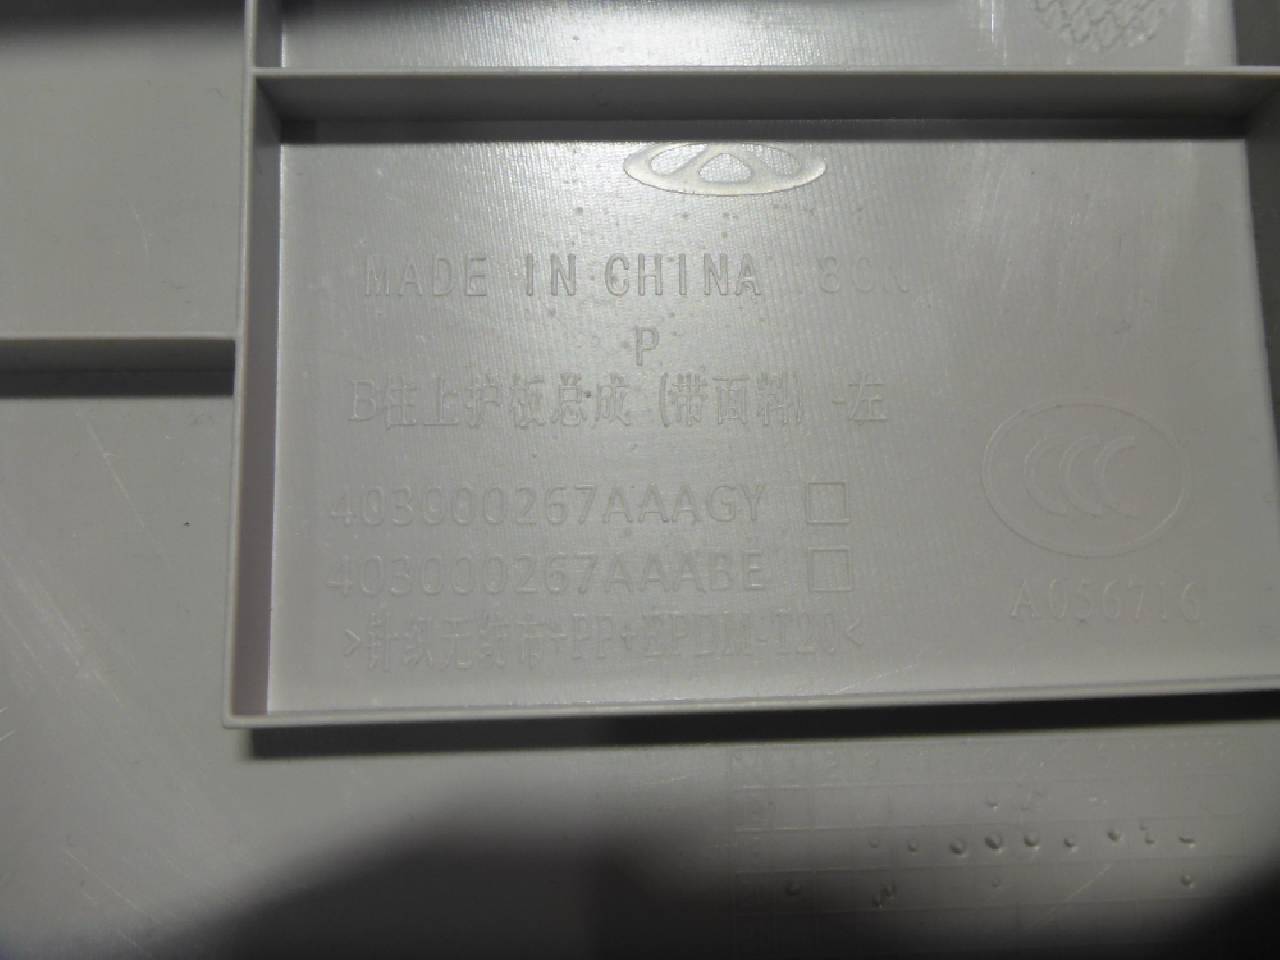 MADE IN CHINA 8CN
P
B柱上护板总成（带面料）-左
403000267AAAGY □
403000267AAABE □
>针织无纺布+PP+EPDM-T20<
A056716